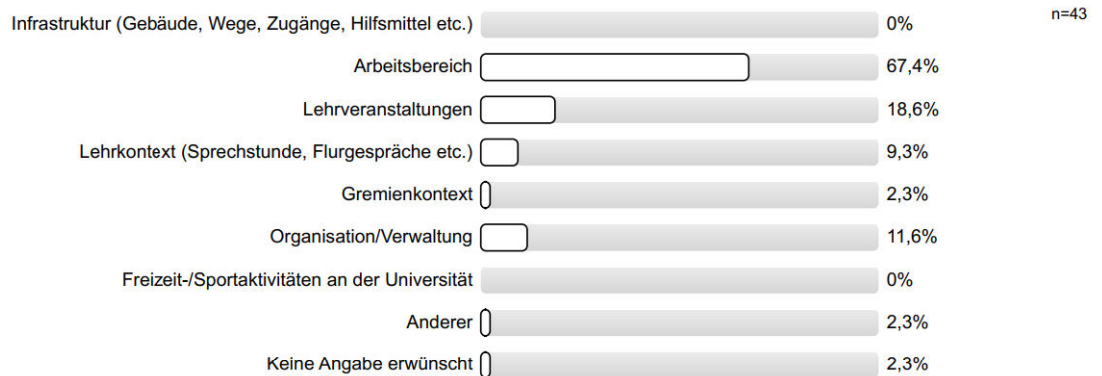 n=43
Infrastruktur (Gebäude, Wege, Zugänge, Hilfsmittel etc.) 0%
Arbeitsbereich 67,4%
Lehrveranstaltungen 18,6%
Lehrkontext (Sprechstunde, Flurgespräche etc.) 9,3%
Gremienkontext 2,3%
Organisation/Verwaltung 11,6%
Freizeit-/Sportaktivitäten an der Universität 0%
Anderer 2,3%
Keine Angabe erwünscht 2,3%